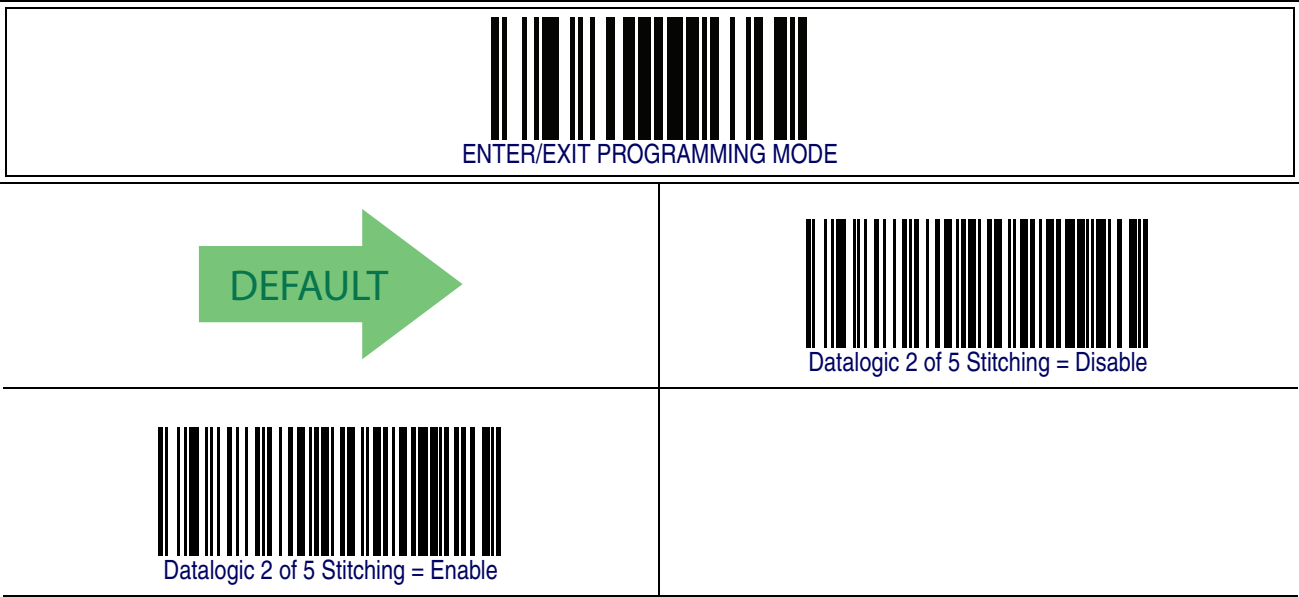 ENTER/EXIT PROGRAMMING MODE
DEFAULT
Datalogic 2 of 5 Stitching = Disable
Datalogic 2 of 5 Stitching = Enable